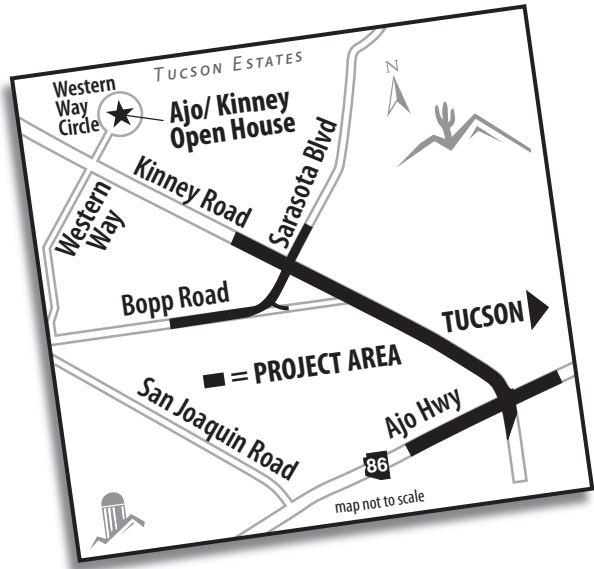 TUCSON ESTATES
N
Western
Way
Circle
Ajo/ Kinney
Open House
Kinney Road
Sarasota Blvd
Western
Way
Bopp Road
TUCSON
= PROJECT AREA
San Joaquin Road
Ajo Hwy
86
map not to scale